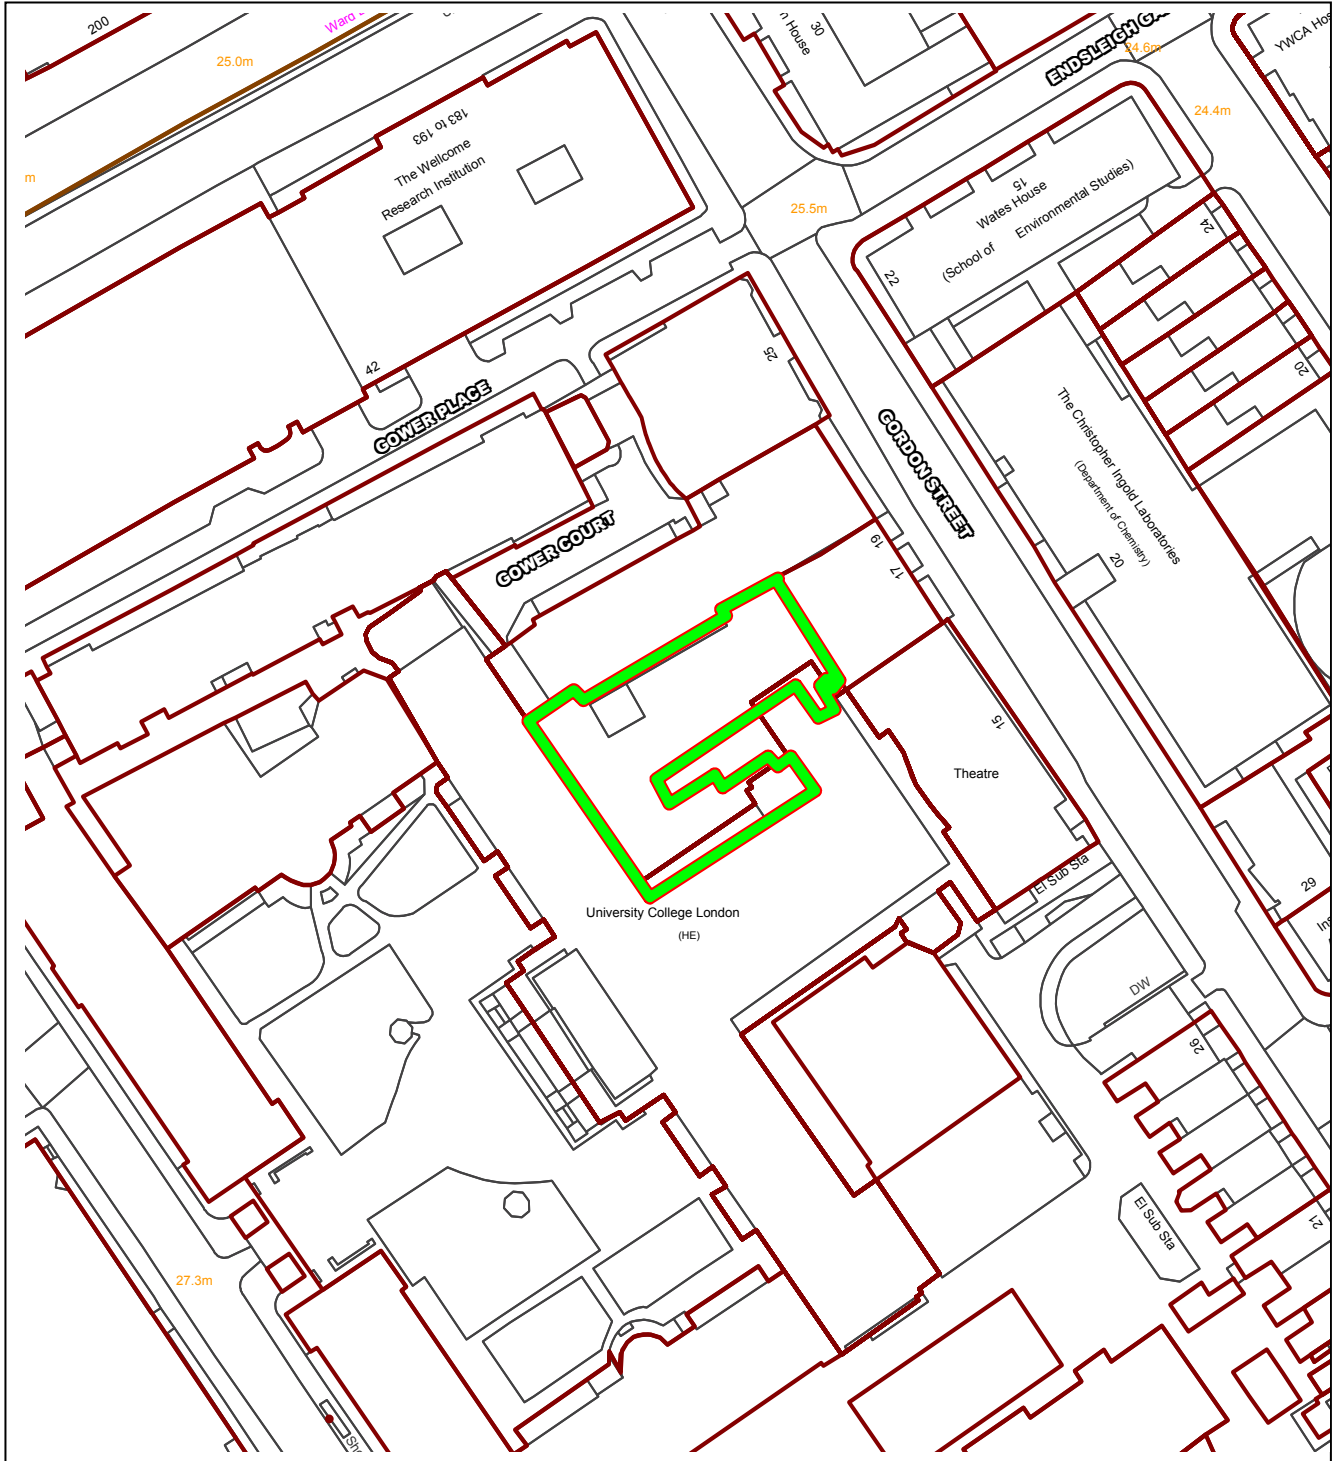 200
25.0m
m
183 to 193
The Wellcome
Research Institution
30
House
ENDSLEIGH
24.6m
YWCA
24.4m
25.5m
15
Wates House
(School of Environmental Studies)
22
24
42
25
20
GOWER PLACE
GORDON STREET
The Christopher Ingold Laboratories
(Department of Chemistry)
20
GOWER COURT
19
17
15
Theatre
El Sub Sta
29
University College London
(HE)
DW
26
El Sub Sta
21
27.3m